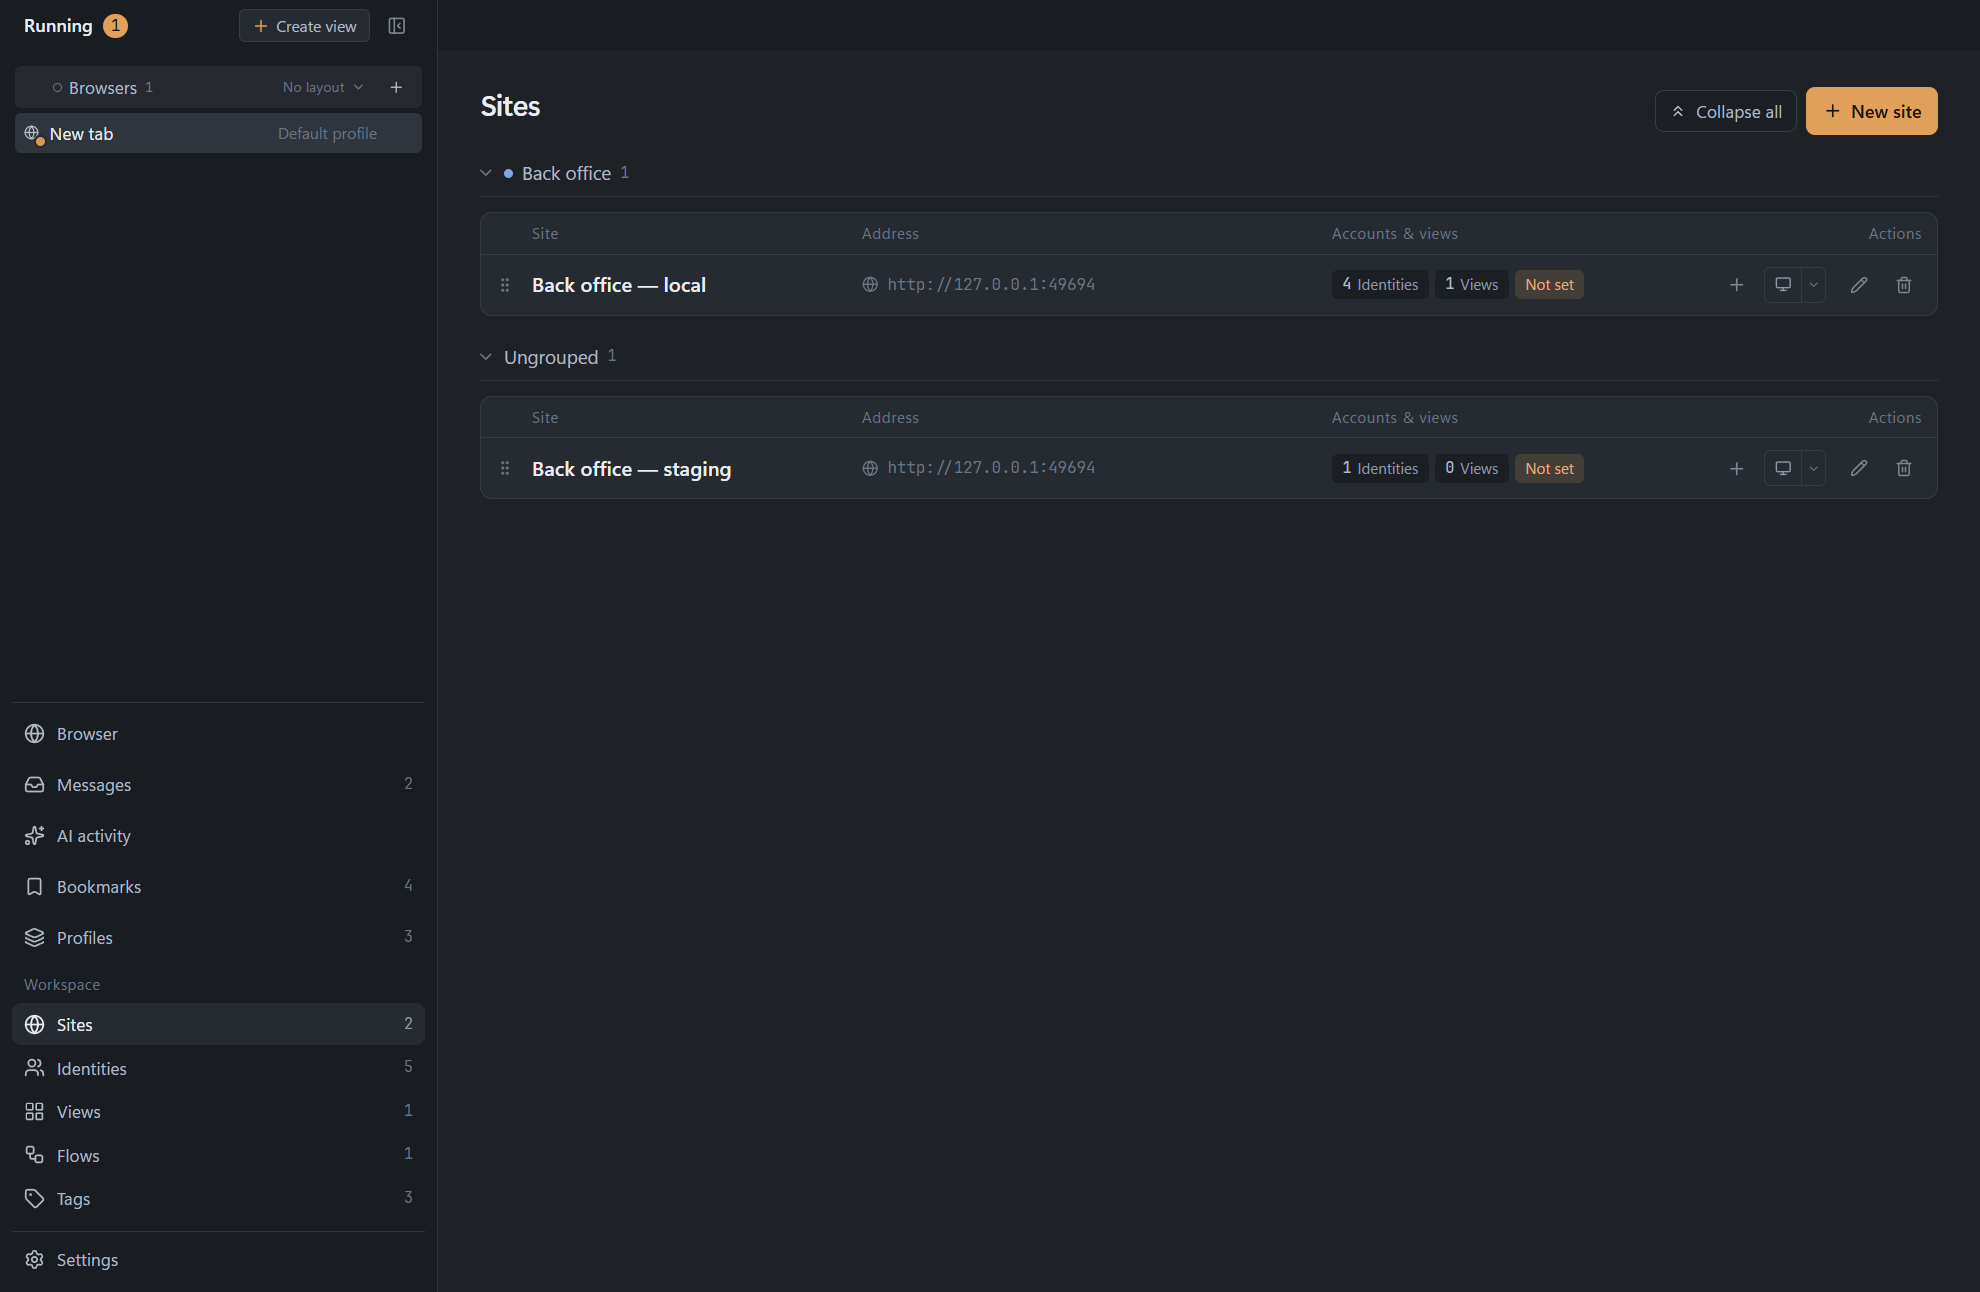 Running 1
Create view
Browsers 1
No layout
New tab
Default profile
Browser
Messages 2
AI activity
Bookmarks 4
Profiles 3
Workspace
Sites 2
Identities 5
Views 1
Flows 1
Tags 3
Settings
Sites
Collapse all
New site
Back office 1
Site Address Accounts & views Actions
Back office — local http://127.0.0.1:49694 4 Identities 1 Views Not set
Ungrouped 1
Site Address Accounts & views Actions
Back office — staging http://127.0.0.1:49694 1 Identities 0 Views Not set